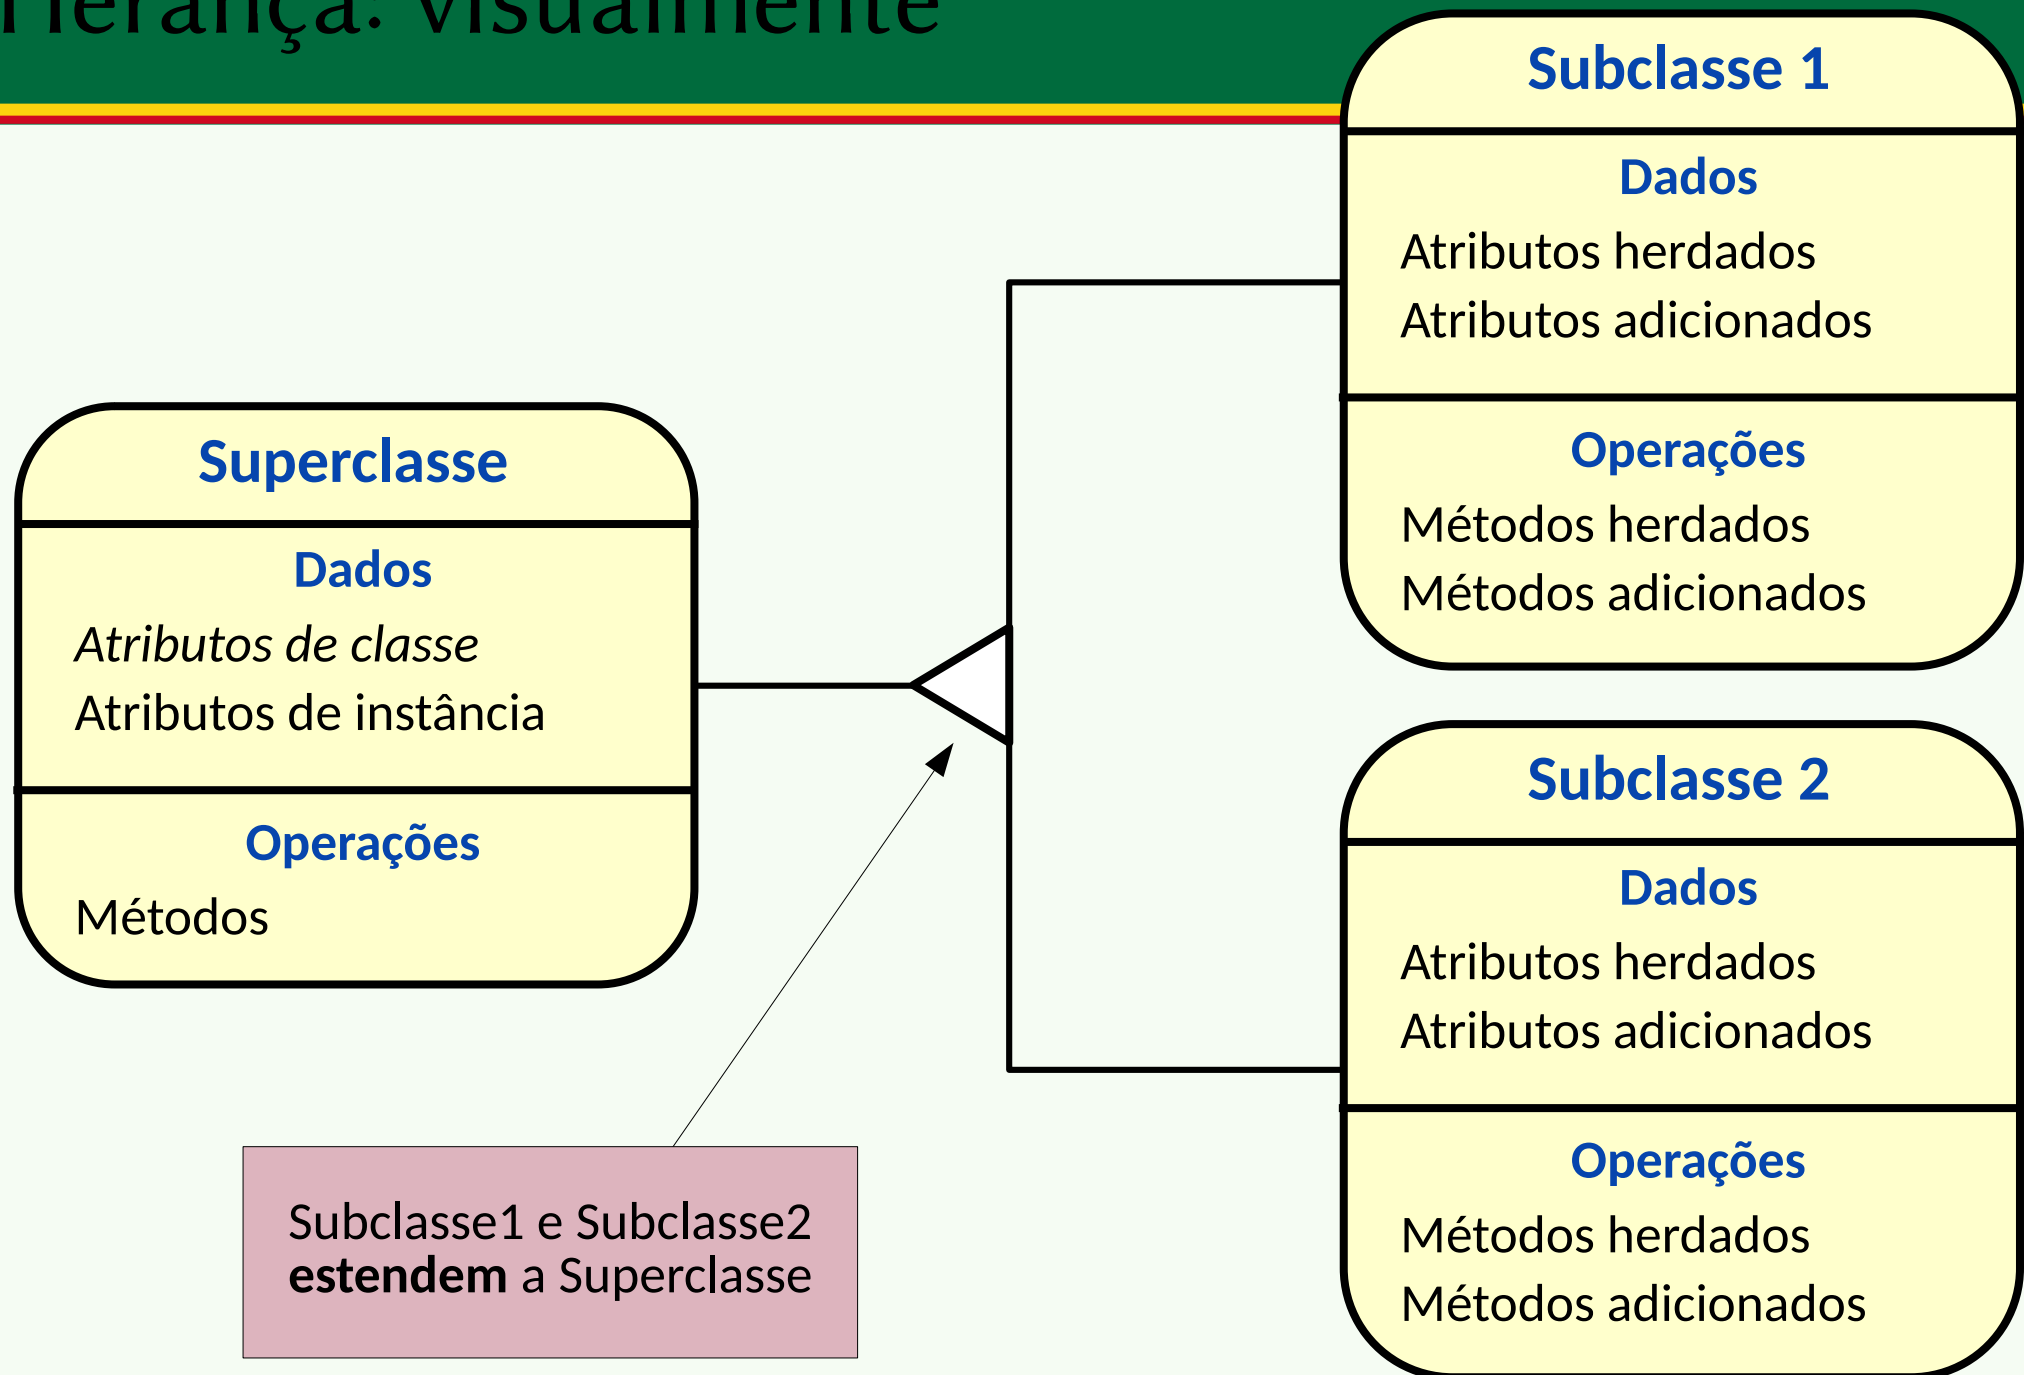 Herança: visualmente
Superclasse
Dados
Atributos de classe
Atributos de instância
Operações
Métodos
Subclasse1 e Subclasse2
estendem a Superclasse
Subclasse 1
Dados
Atributos herdados
Atributos adicionados
Operações
Métodos herdados
Métodos adicionados
Subclasse 2
Dados
Atributos herdados
Atributos adicionados
Operações
Métodos herdados
Métodos adicionados